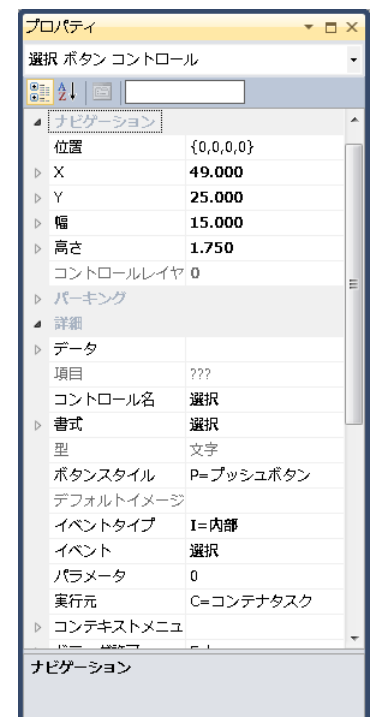 プロパティ
選択 ボタン コントロール
ナビゲーション
位置 {0,0,0,0}
X 49.000
Y 25.000
幅 15.000
高さ 1.750
コントロールレイヤ 0
パーキング
詳細
データ
項目 ???
コントロール名 選択
書式 選択
型 文字
ボタンスタイル P=プッシュボタン
デフォルトイメージ
イベントタイプ I=内部
イベント 選択
パラメータ 0
実行元 C=コンテナタスク
コンテキストメニュ
ナビゲーション